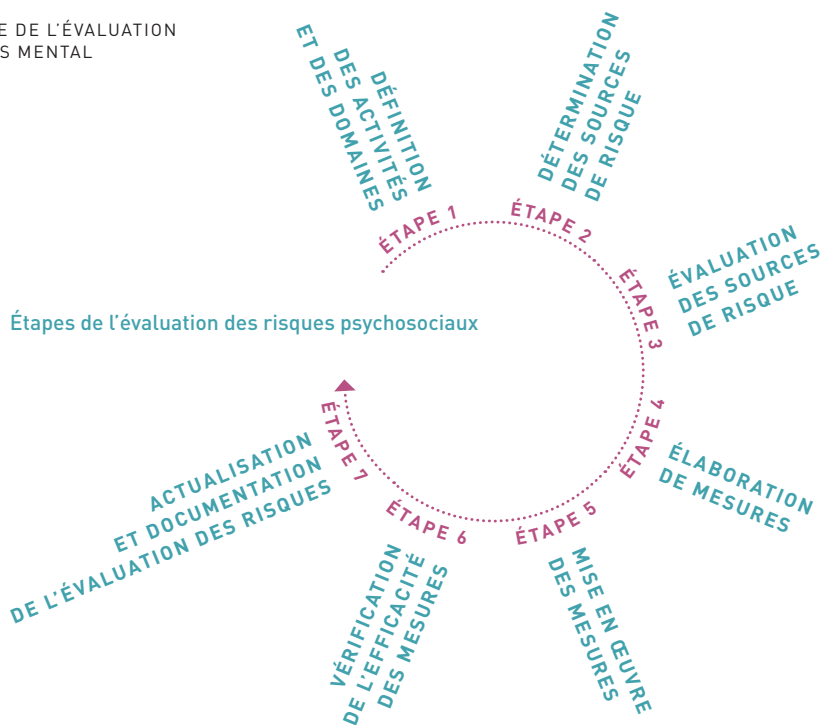 DE L'ÉVALUATION
MENTAL
ÉTAPE 1
DÉFINITION
DES ACTIVITÉS
ET DES DOMAINES
ÉTAPE 2
DÉTERMINATION
DES SOURCES
DE RISQUE
ÉTAPE 3
ÉVALUATION
DES SOURCES
DE RISQUE
Étapes de l'évaluation des risques psychosociaux
ÉTAPE 4
ÉLABORATION
DE MESURES
ÉTAPE 5
MISE EN ŒUVRE
DES MESURES
ÉTAPE 6
VÉRIFICATION
DE L'EFFICACITÉ
DES MESURES
ÉTAPE 7
ACTUALISATION
ET DOCUMENTATION
DE L'ÉVALUATION DES RISQUES